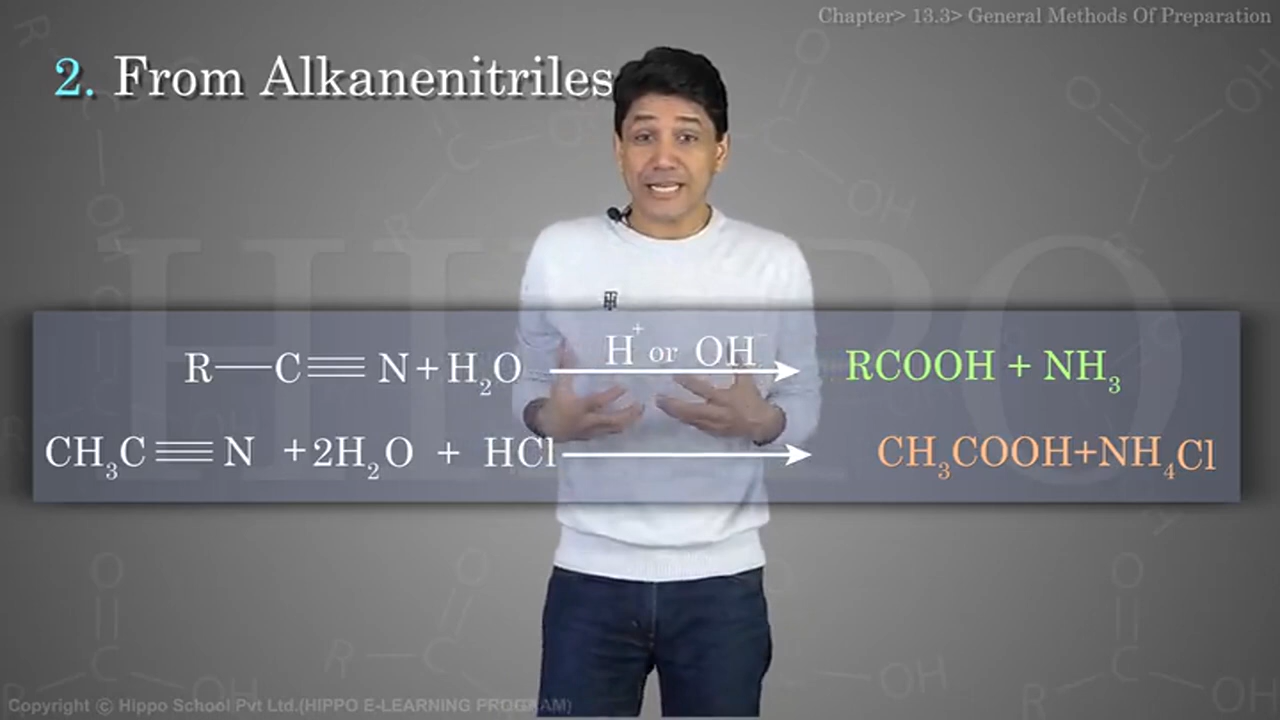 Chapter> 13.3> General Methods Of Preparation
2. From Alkanenitriles
HIPPO
R—C≡N+H₂O H⁺ or OH⁻ → RCOOH + NH₃
CH₃C≡N +2H₂O + HCl → CH₃COOH+NH₄Cl
Copyright © Hippo School Pvt Ltd.(HIPPO E-LEARNING PROGRAM)